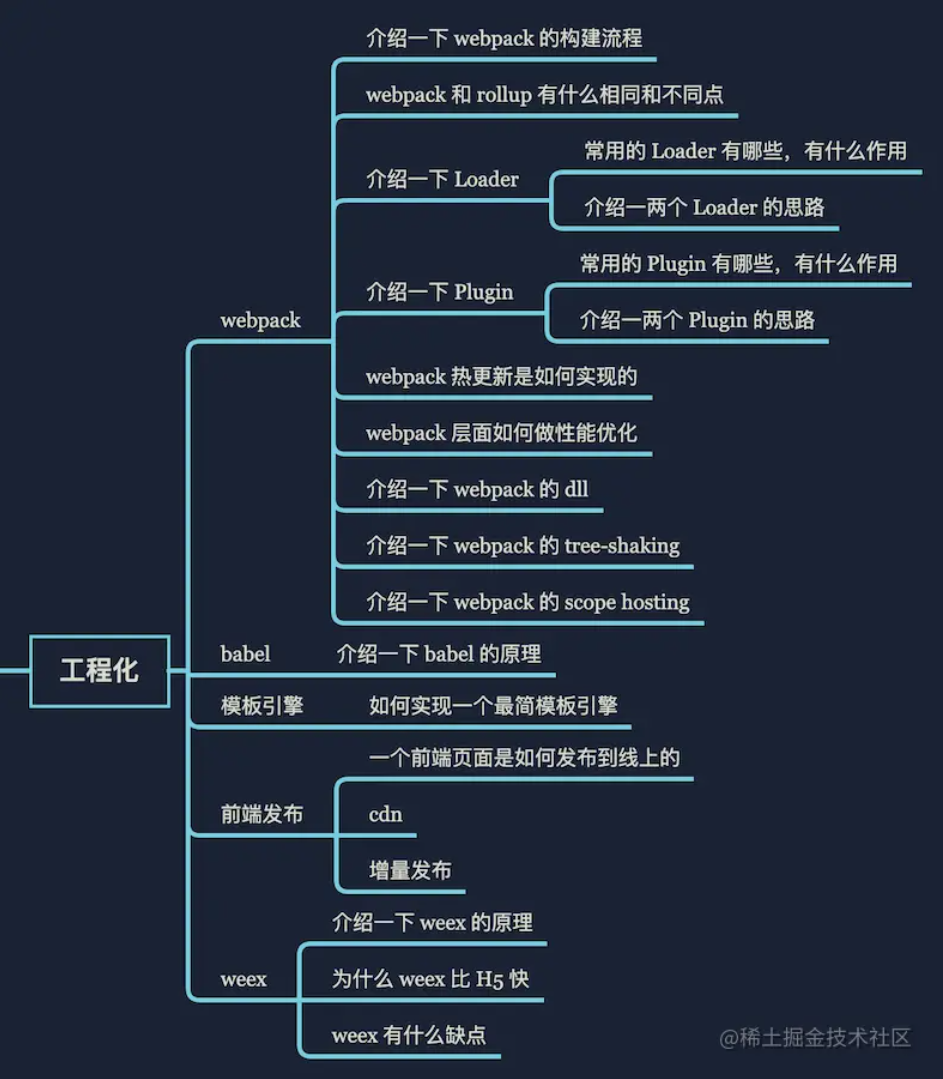 介绍一下 webpack 的构建流程
webpack 和 rollup 有什么相同和不同点
常用的 Loader 有哪些，有什么作用
介绍一下 Loader
介绍一两个 Loader 的思路
常用的 Plugin 有哪些，有什么作用
介绍一下 Plugin
介绍一两个 Plugin 的思路
webpack
webpack 热更新是如何实现的
webpack 层面如何做性能优化
介绍一下 webpack 的 dll
介绍一下 webpack 的 tree-shaking
介绍一下 webpack 的 scope hosting
工程化
babel 介绍一下 babel 的原理
模板引擎 如何实现一个最简模板引擎
一个前端页面是如何发布到线上的
前端发布 cdn
增量发布
介绍一下 weex 的原理
weex 为什么 weex 比 H5 快
weex 有什么缺点
@稀土掘金技术社区